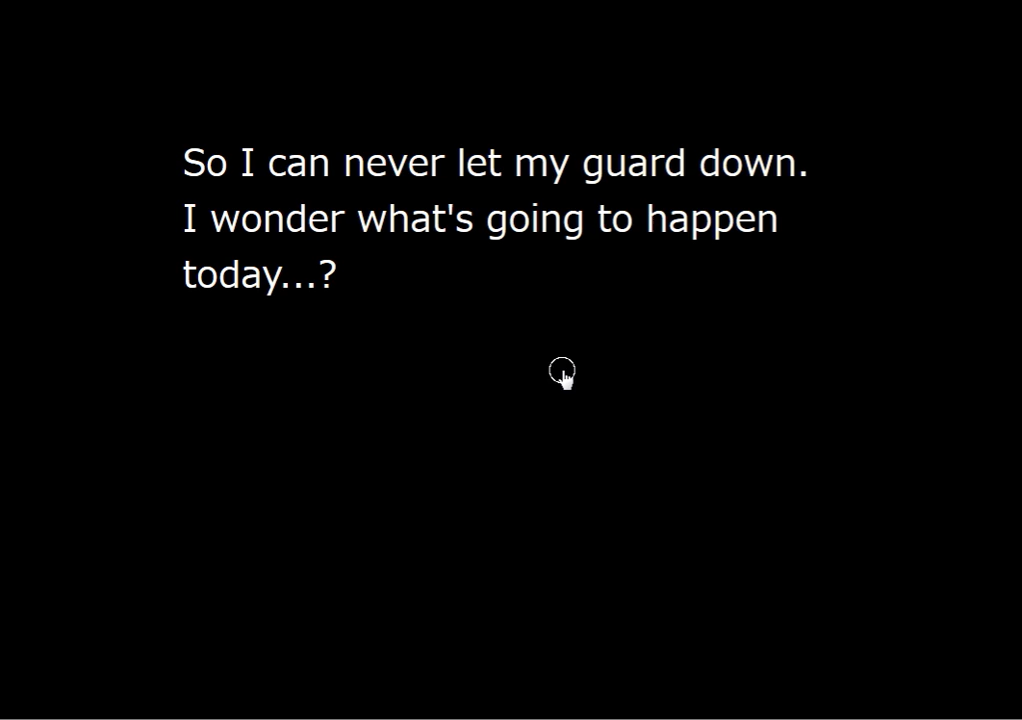 So I can never let my guard down.
I wonder what's going to happen
today...?